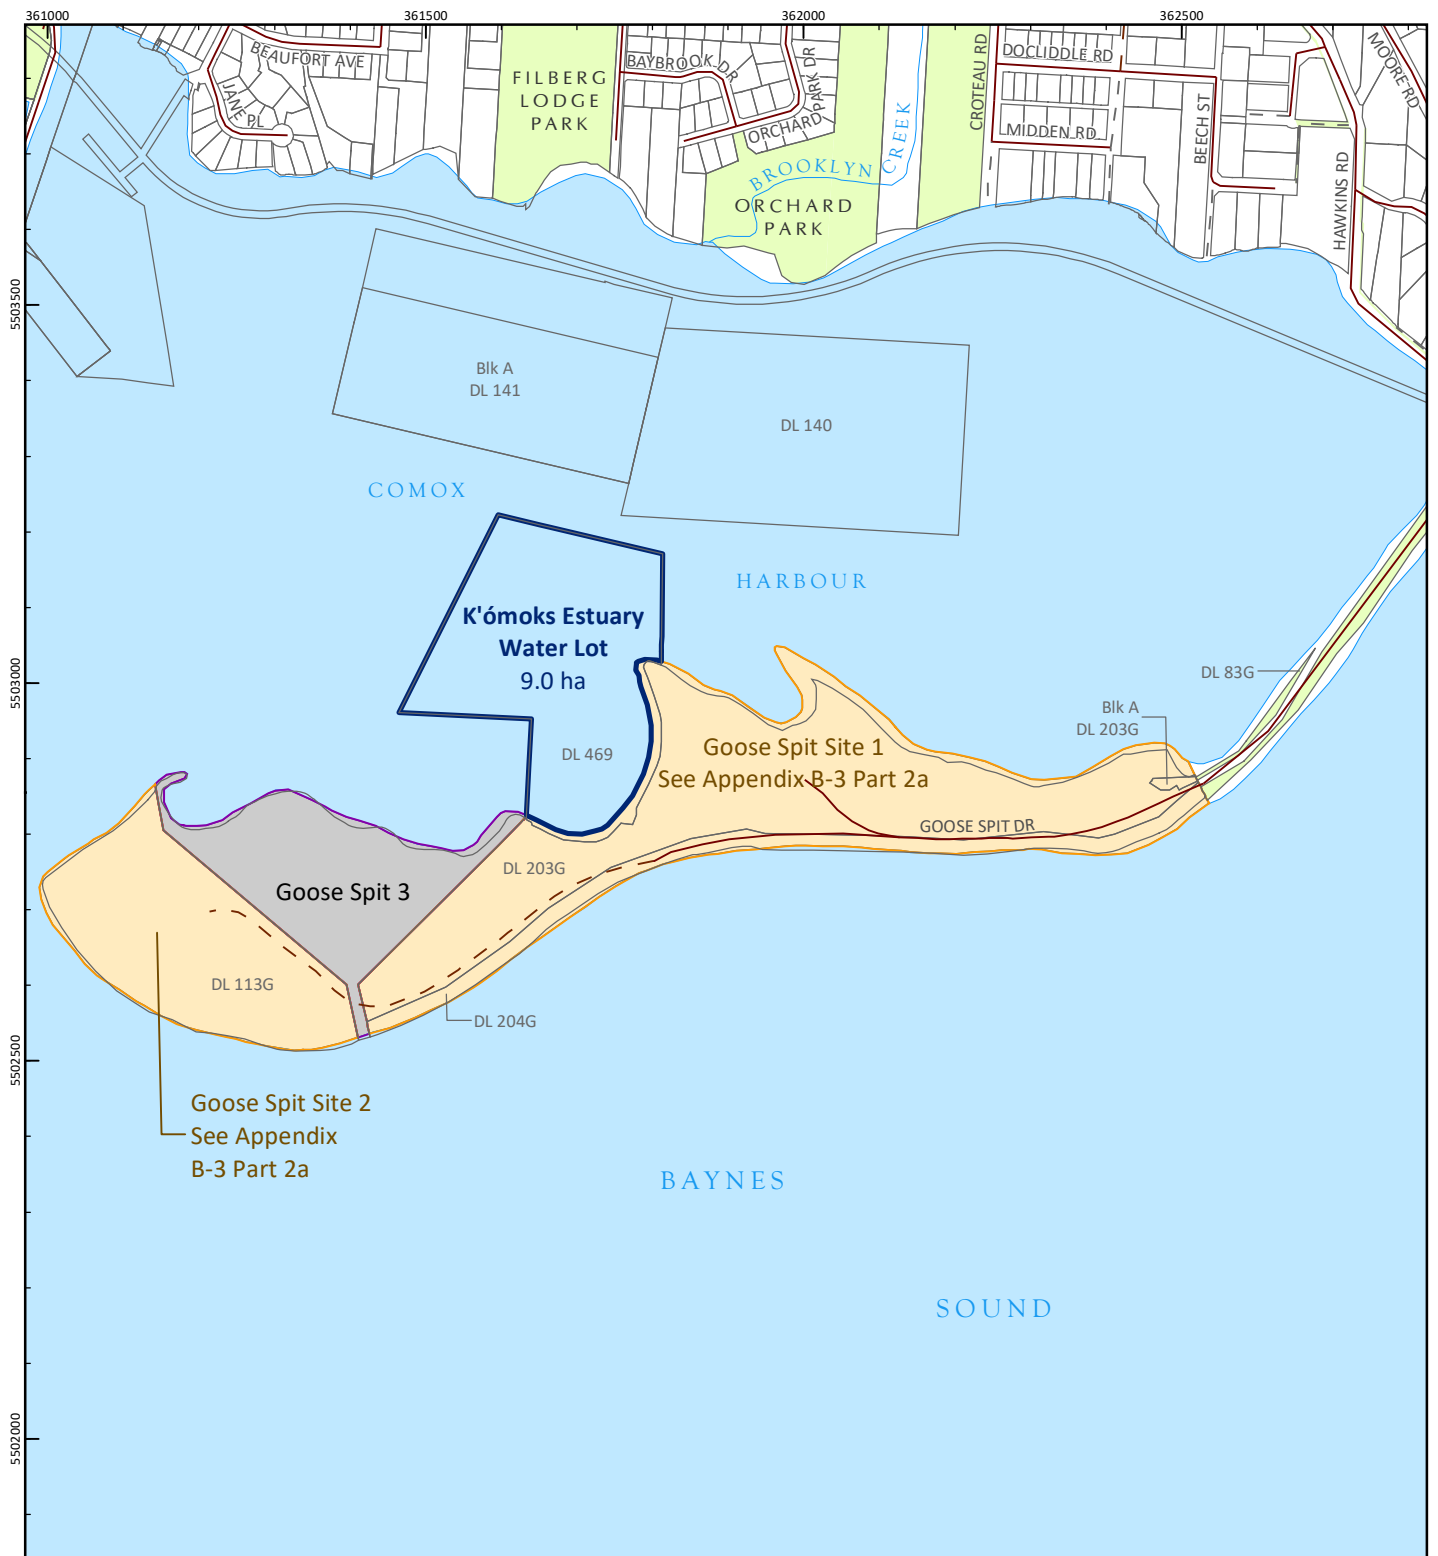 361000
361500
362000
362500
BEAUFORT AVE
JANE PL
FILBERG
LODGE
PARK
BAYBROOK DR
PARK DR
ORCHARD
BROOKLYN
CREEK
ORCHARD
PARK
CROTEAU RD
DOCLIDDLE RD
MIDDEN RD
BEECH ST
HAWKINS RD
MOORE RD
5503500
Blk A
DL 141
DL 140
COMOX
HARBOUR
K'ómoks Estuary
Water Lot
9.0 ha
5503000
DL 83G
Blk A
DL 203G
DL 469
Goose Spit Site 1
See Appendix B-3 Part 2a
GOOSE SPIT DR
DL 203G
Goose Spit 3
DL 113G
DL 204G
5502500
Goose Spit Site 2
See Appendix
B-3 Part 2a
BAYNES
SOUND
5502000